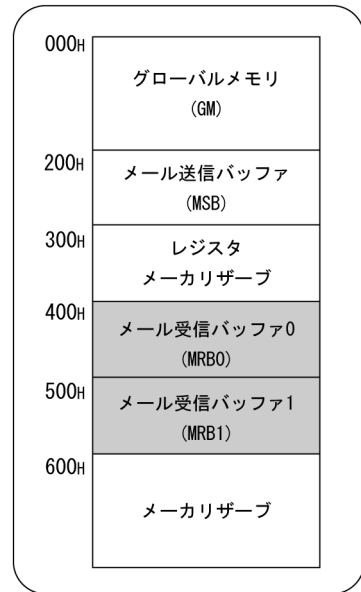 000H
グローバルメモリ
(GM)
200H
メール送信バッファ
(MSB)
300H
レジスタ
メーカリザーブ
400H
メール受信バッファ0
(MRB0)
500H
メール受信バッファ1
(MRB1)
600H
メーカリザーブ